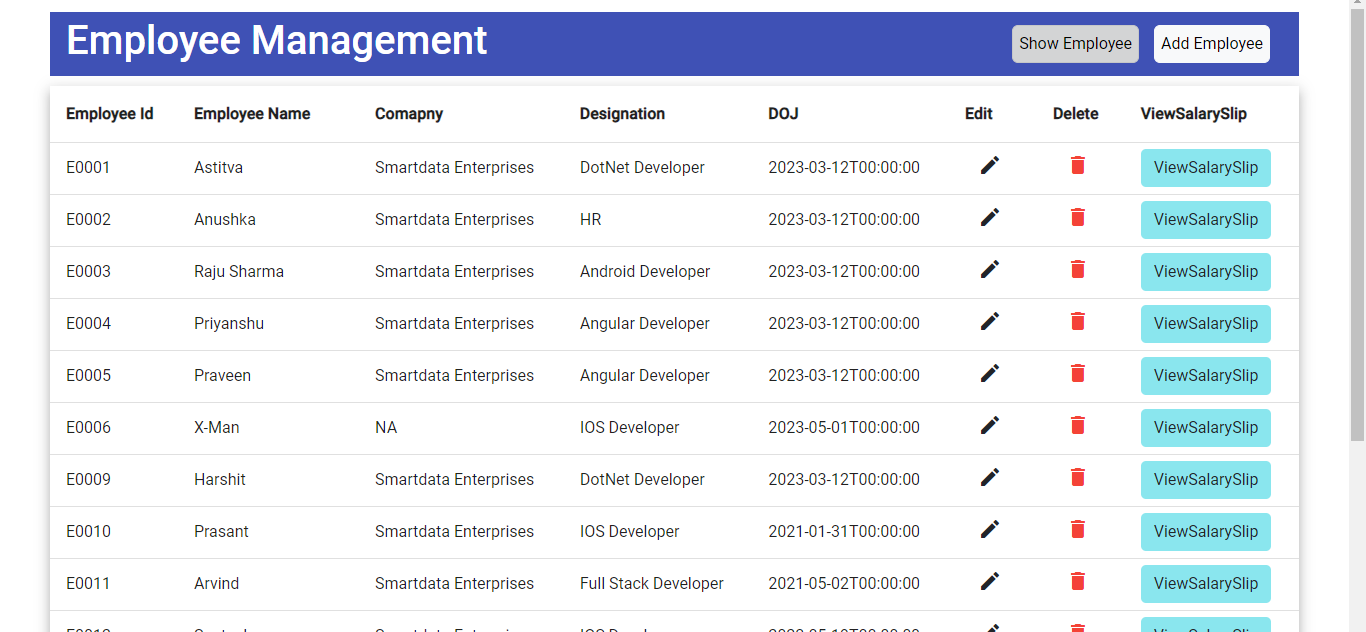 Employee Management Show Employee Add Employee
Employee Id Employee Name Comapny Designation DOJ Edit Delete ViewSalarySlip
E0001 Astitva Smartdata Enterprises DotNet Developer 2023-03-12T00:00:00 ViewSalarySlip
E0002 Anushka Smartdata Enterprises HR 2023-03-12T00:00:00 ViewSalarySlip
E0003 Raju Sharma Smartdata Enterprises Android Developer 2023-03-12T00:00:00 ViewSalarySlip
E0004 Priyanshu Smartdata Enterprises Angular Developer 2023-03-12T00:00:00 ViewSalarySlip
E0005 Praveen Smartdata Enterprises Angular Developer 2023-03-12T00:00:00 ViewSalarySlip
E0006 X-Man NA IOS Developer 2023-05-01T00:00:00 ViewSalarySlip
E0009 Harshit Smartdata Enterprises DotNet Developer 2023-03-12T00:00:00 ViewSalarySlip
E0010 Prasant Smartdata Enterprises IOS Developer 2021-01-31T00:00:00 ViewSalarySlip
E0011 Arvind Smartdata Enterprises Full Stack Developer 2021-05-02T00:00:00 ViewSalarySlip
Smartdata Enterprises IOS Developer ViewSalarySlip